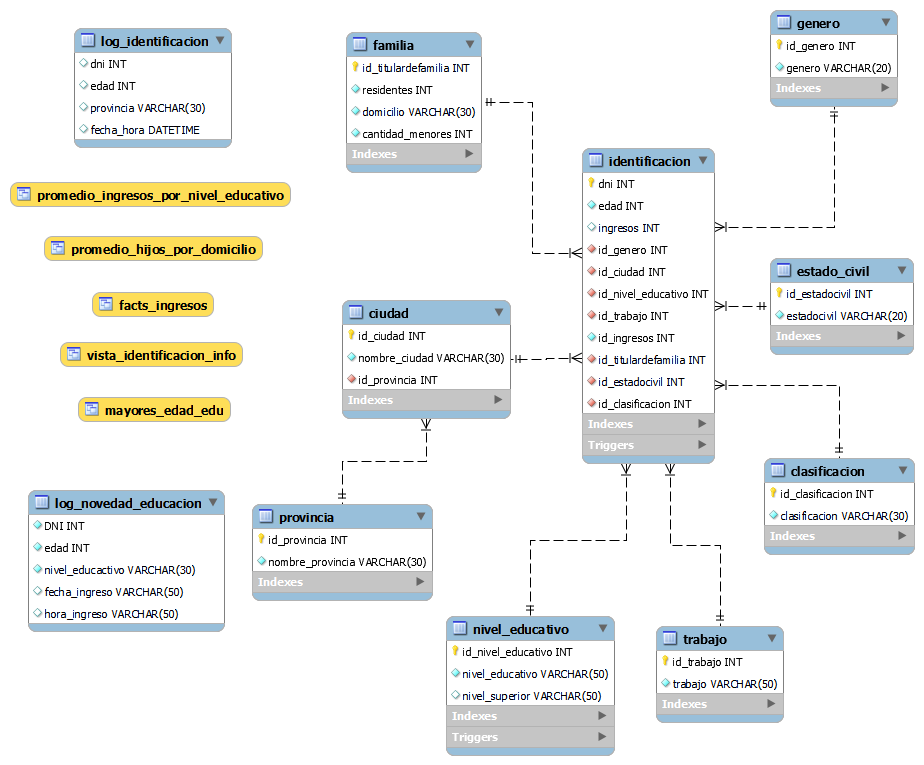 log_identificacion
dni INT
edad INT
provincia VARCHAR(30)
fecha_hora DATETIME
promedio_ingresos_por_nivel_educativo
promedio_hijos_por_domicilio
facts_ingresos
vista_identificacion_info
mayores_edad_edu
log_novedad_educacion
DNI INT
edad INT
nivel_educactivo VARCHAR(30)
fecha_ingreso VARCHAR(50)
hora_ingreso VARCHAR(50)
familia
id_titulardefamilia INT
residentes INT
domicilio VARCHAR(30)
cantidad_menores INT
Indexes
ciudad
id_ciudad INT
nombre_ciudad VARCHAR(30)
id_provincia INT
Indexes
provincia
id_provincia INT
nombre_provincia VARCHAR(30)
Indexes
nivel_educativo
id_nivel_educativo INT
nivel_educativo VARCHAR(50)
nivel_superior VARCHAR(50)
Indexes
Triggers
identificacion
dni INT
edad INT
ingresos INT
id_genero INT
id_ciudad INT
id_nivel_educativo INT
id_trabajo INT
id_ingresos INT
id_titulardefamilia INT
id_estadocivil INT
id_clasificacion INT
Indexes
Triggers
trabajo
id_trabajo INT
trabajo VARCHAR(50)
Indexes
genero
id_genero INT
genero VARCHAR(20)
Indexes
estado_civil
id_estadocivil INT
estadocivil VARCHAR(20)
Indexes
clasificacion
id_clasificacion INT
clasificacion VARCHAR(30)
Indexes